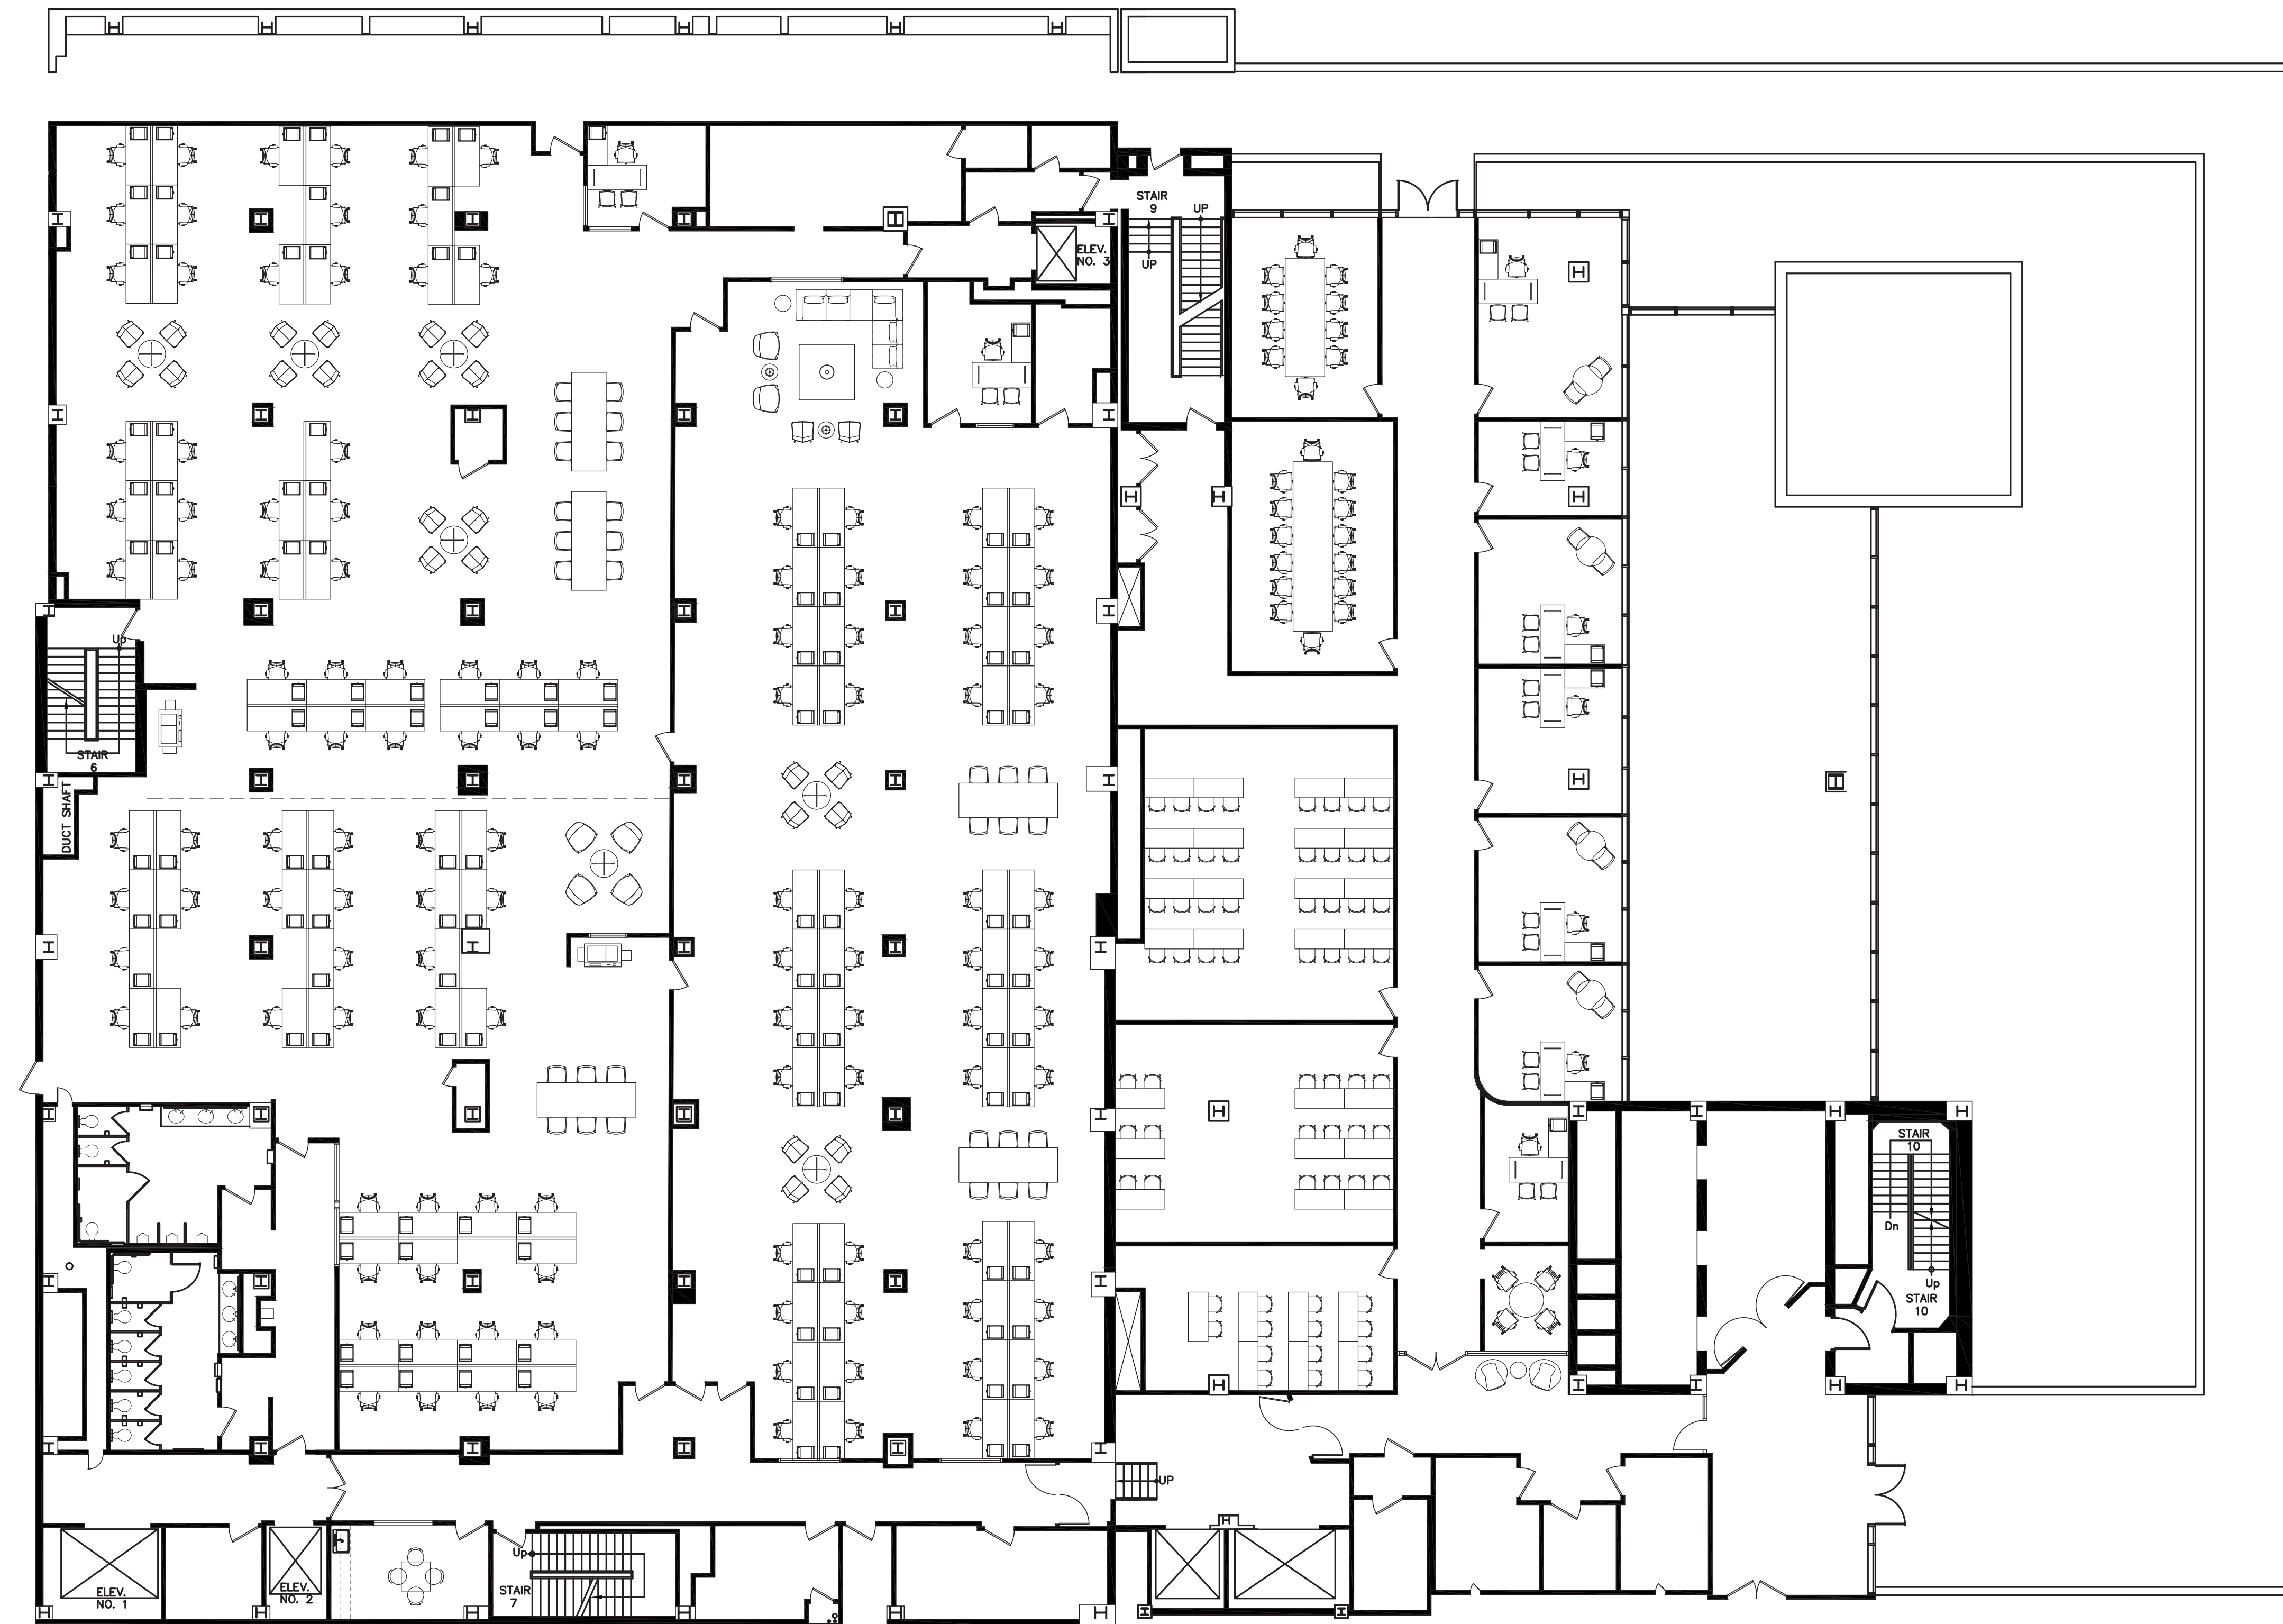 STAIR
9
UP
UP
ELEV.
NO. 3
Up
STAIR
6
DUCT SHAFT
STAIR
10
Dn
Up
STAIR
10
UP
Up
STAIR
7
ELEV.
NO. 1
ELEV.
NO. 2